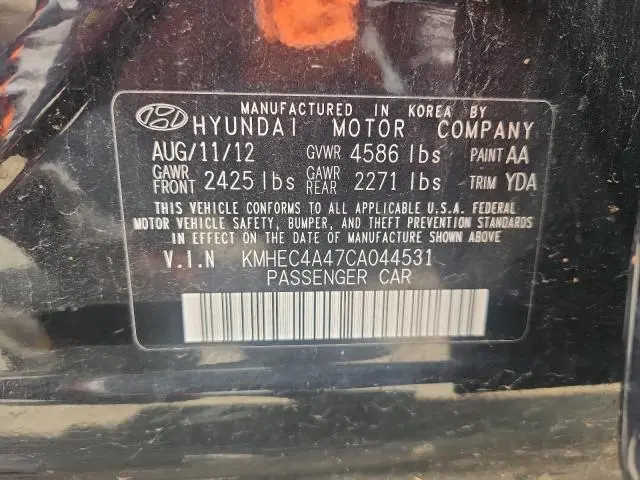 MANUFACTURED IN KOREA BY
HYUNDAI MOTOR COMPANY
AUG/11/12 GVWR 4586 lbs PAINT AA
GAWR FRONT 2425 lbs GAWR REAR 2271 lbs TRIM YDA
THIS VEHICLE CONFORMS TO ALL APPLICABLE U.S.A. FEDERAL
MOTOR VEHICLE SAFETY, BUMPER, AND THEFT PREVENTION STANDARDS
IN EFFECT ON THE DATE OF MANUFACTURE SHOWN ABOVE
V.I.N KMHEC4A47CA044531
PASSENGER CAR